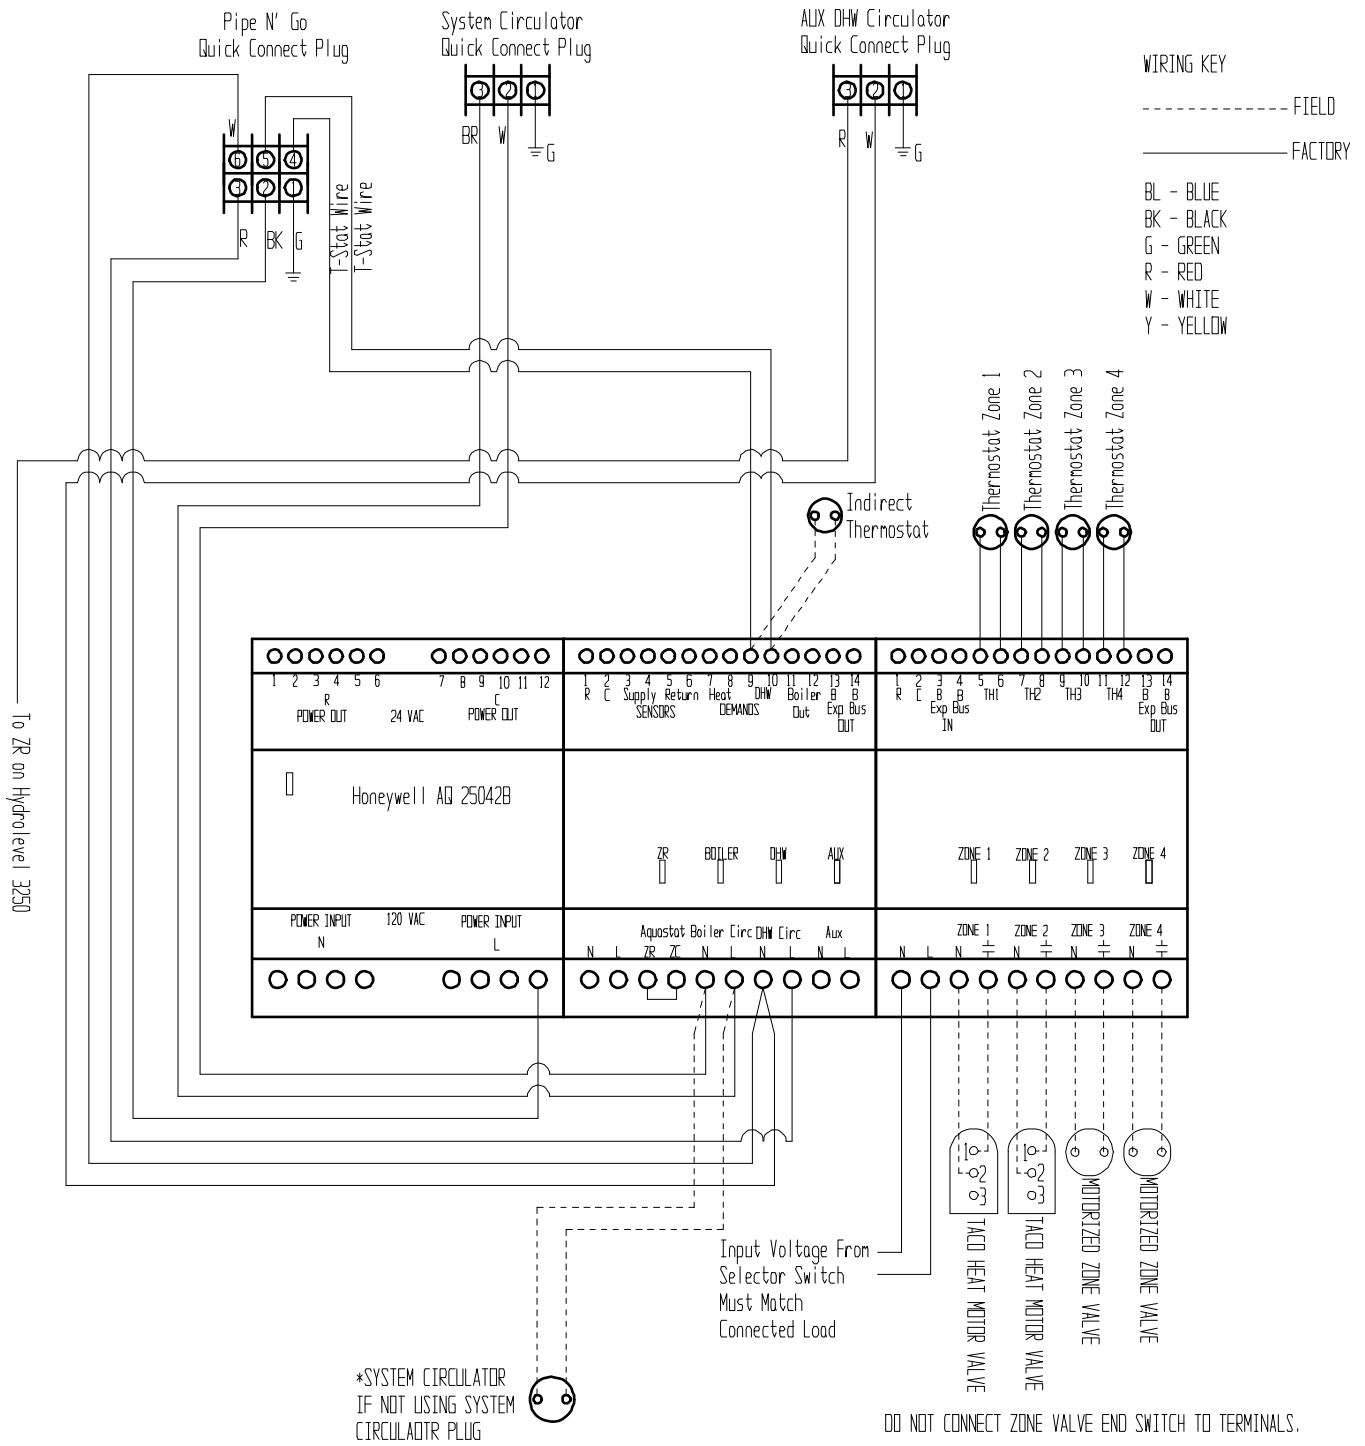 Pipe N' Go
Quick Connect Plug
System Circulator
Quick Connect Plug
AUX DHW Circulator
Quick Connect Plug
WIRING KEY
FIELD
FACTORY
BL - BLUE
BK - BLACK
G - GREEN
R - RED
W - WHITE
Y - YELLOW
W
6 5 4
3 2 1
R BK G
T-Stat Wire
T-Stat Wire
3 2 1
BR W G
3 2 1
R W G
Thermostat Zone 1
Thermostat Zone 2
Thermostat Zone 3
Thermostat Zone 4
Indirect
Thermostat
To ZR on Hydrolevel 3250
1 2 3 4 5 6 7 8 9 10 11 12
R C
POWER OUT 24 VAC POWER OUT
1 2 3 4 5 6 7 8 9 10 11 12 13 14
R C Supply Return Heat DHW Boiler B B
SENSORS DEMANDS Out Exp Bus
OUT
1 2 3 4 5 6 7 8 9 10 11 12 13 14
R C B B TH1 TH2 TH3 TH4 B B
Exp Bus Exp Bus
IN OUT
Honeywell AQ 25042B
ZR BOILER DHW AUX
ZONE 1 ZONE 2 ZONE 3 ZONE 4
POWER INPUT 120 VAC POWER INPUT
N L
Aquastat Boiler Circ DHW Circ Aux
N L ZR ZC N L N L N L
ZONE 1 ZONE 2 ZONE 3 ZONE 4
N L N N N N
1
2
3
1
2
3
TACO HEAT MOTOR VALVE
TACO HEAT MOTOR VALVE
MOTORIZED ZONE VALVE
MOTORIZED ZONE VALVE
Input Voltage From
Selector Switch
Must Match
Connected Load
*SYSTEM CIRCULATOR
IF NOT USING SYSTEM
CIRCULAOTR PLUG
DO NOT CONNECT ZONE VALVE END SWITCH TO TERMINALS.